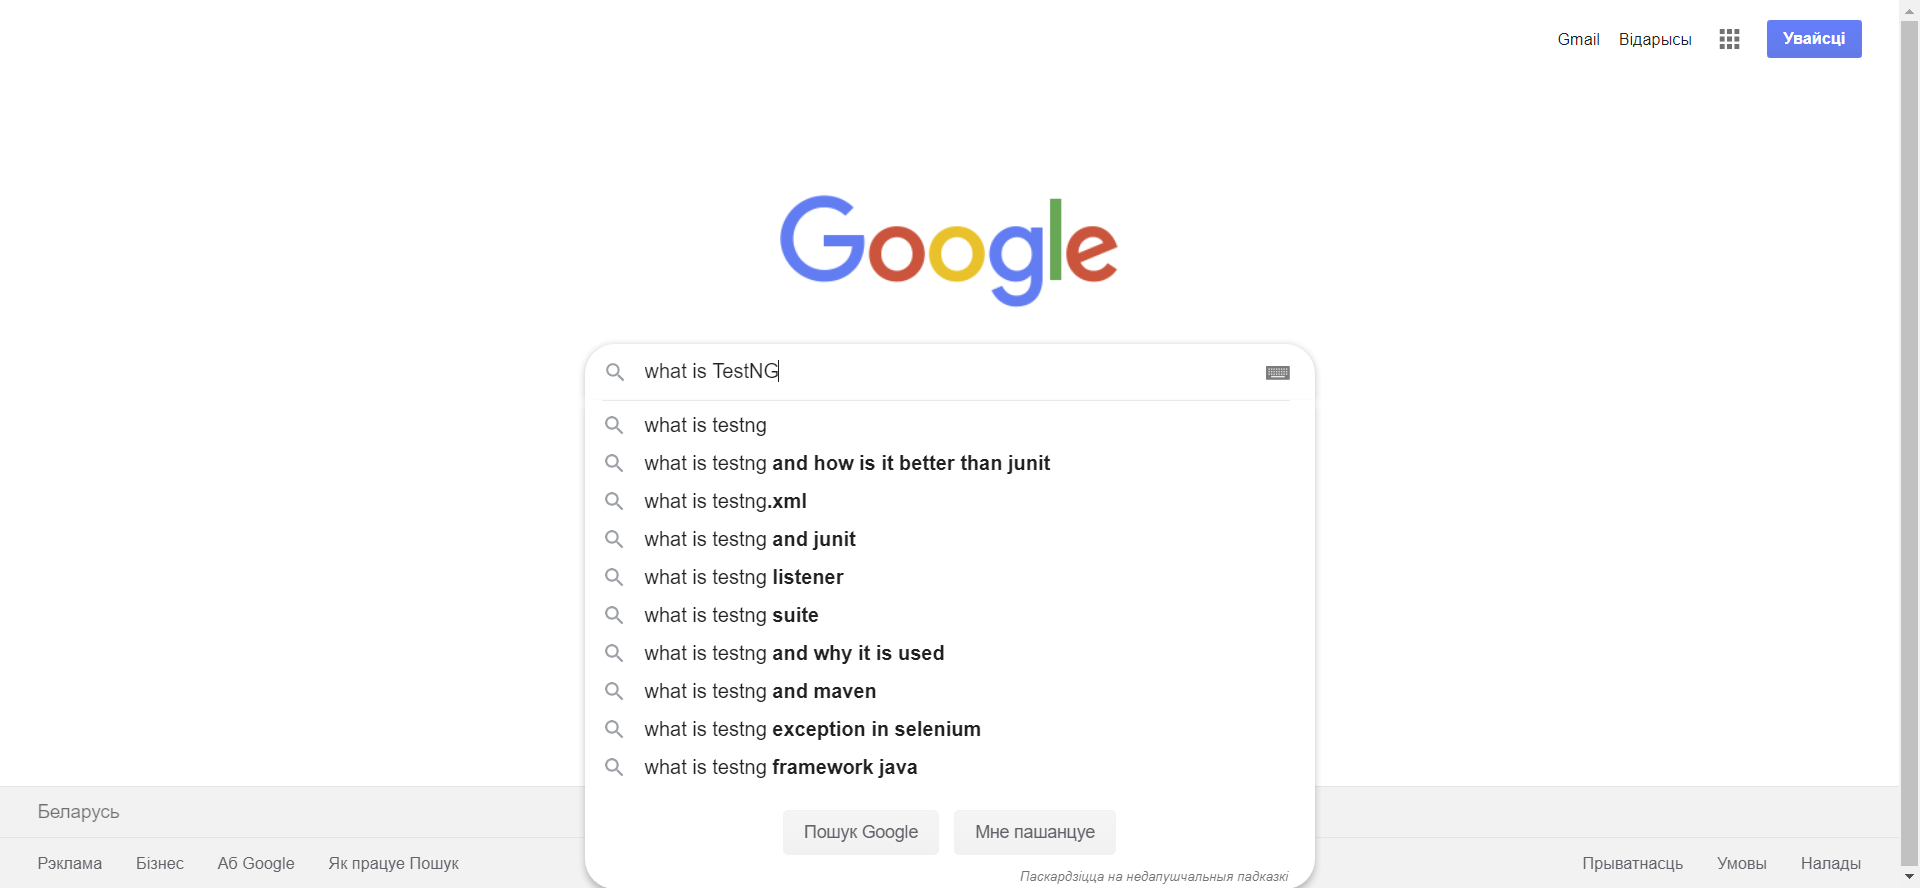 Gmail Відарысы Увайсці
Google
what is TestNG
what is testng
what is testng and how is it better than junit
what is testng.xml
what is testng and junit
what is testng listener
what is testng suite
what is testng and why it is used
what is testng and maven
what is testng exception in selenium
what is testng framework java
Пошук Google Мне пашанцуе
Паскардзіцца на недапушчальныя падказкі
Беларусь
Рэклама Бізнес Аб Google Як працуе Пошук Прыватнасць Умовы Налады